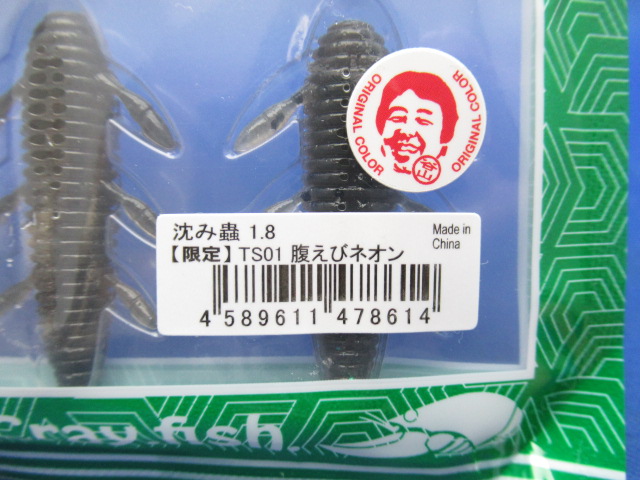 ORIGINAL COLOR
ORIGINAL COLOR
沈み蟲 1.8
Made in
China
【限定】TS01 腹えびネオン
4 589611 478614
Cray fish